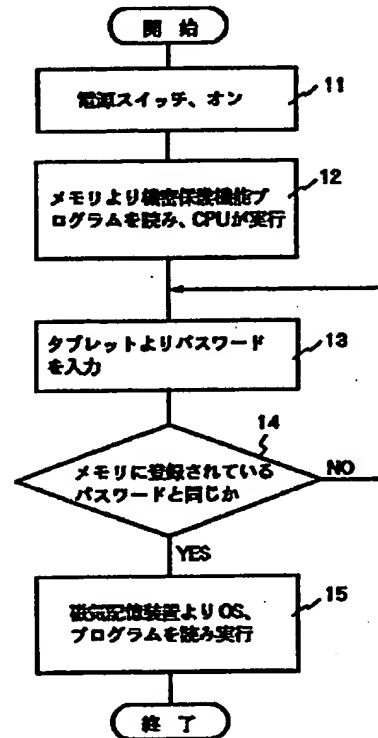 開始
電源スイッチ、オン
11
12
メモリより機密保護機能プ
ログラムを読み、CPUが実行
タブレットよりパスワード
を入力
13
14
メモリに登録されている
パスワードと同じか
NO
YES
磁気記憶装置よりOS、
プログラムを読み実行
15
終了